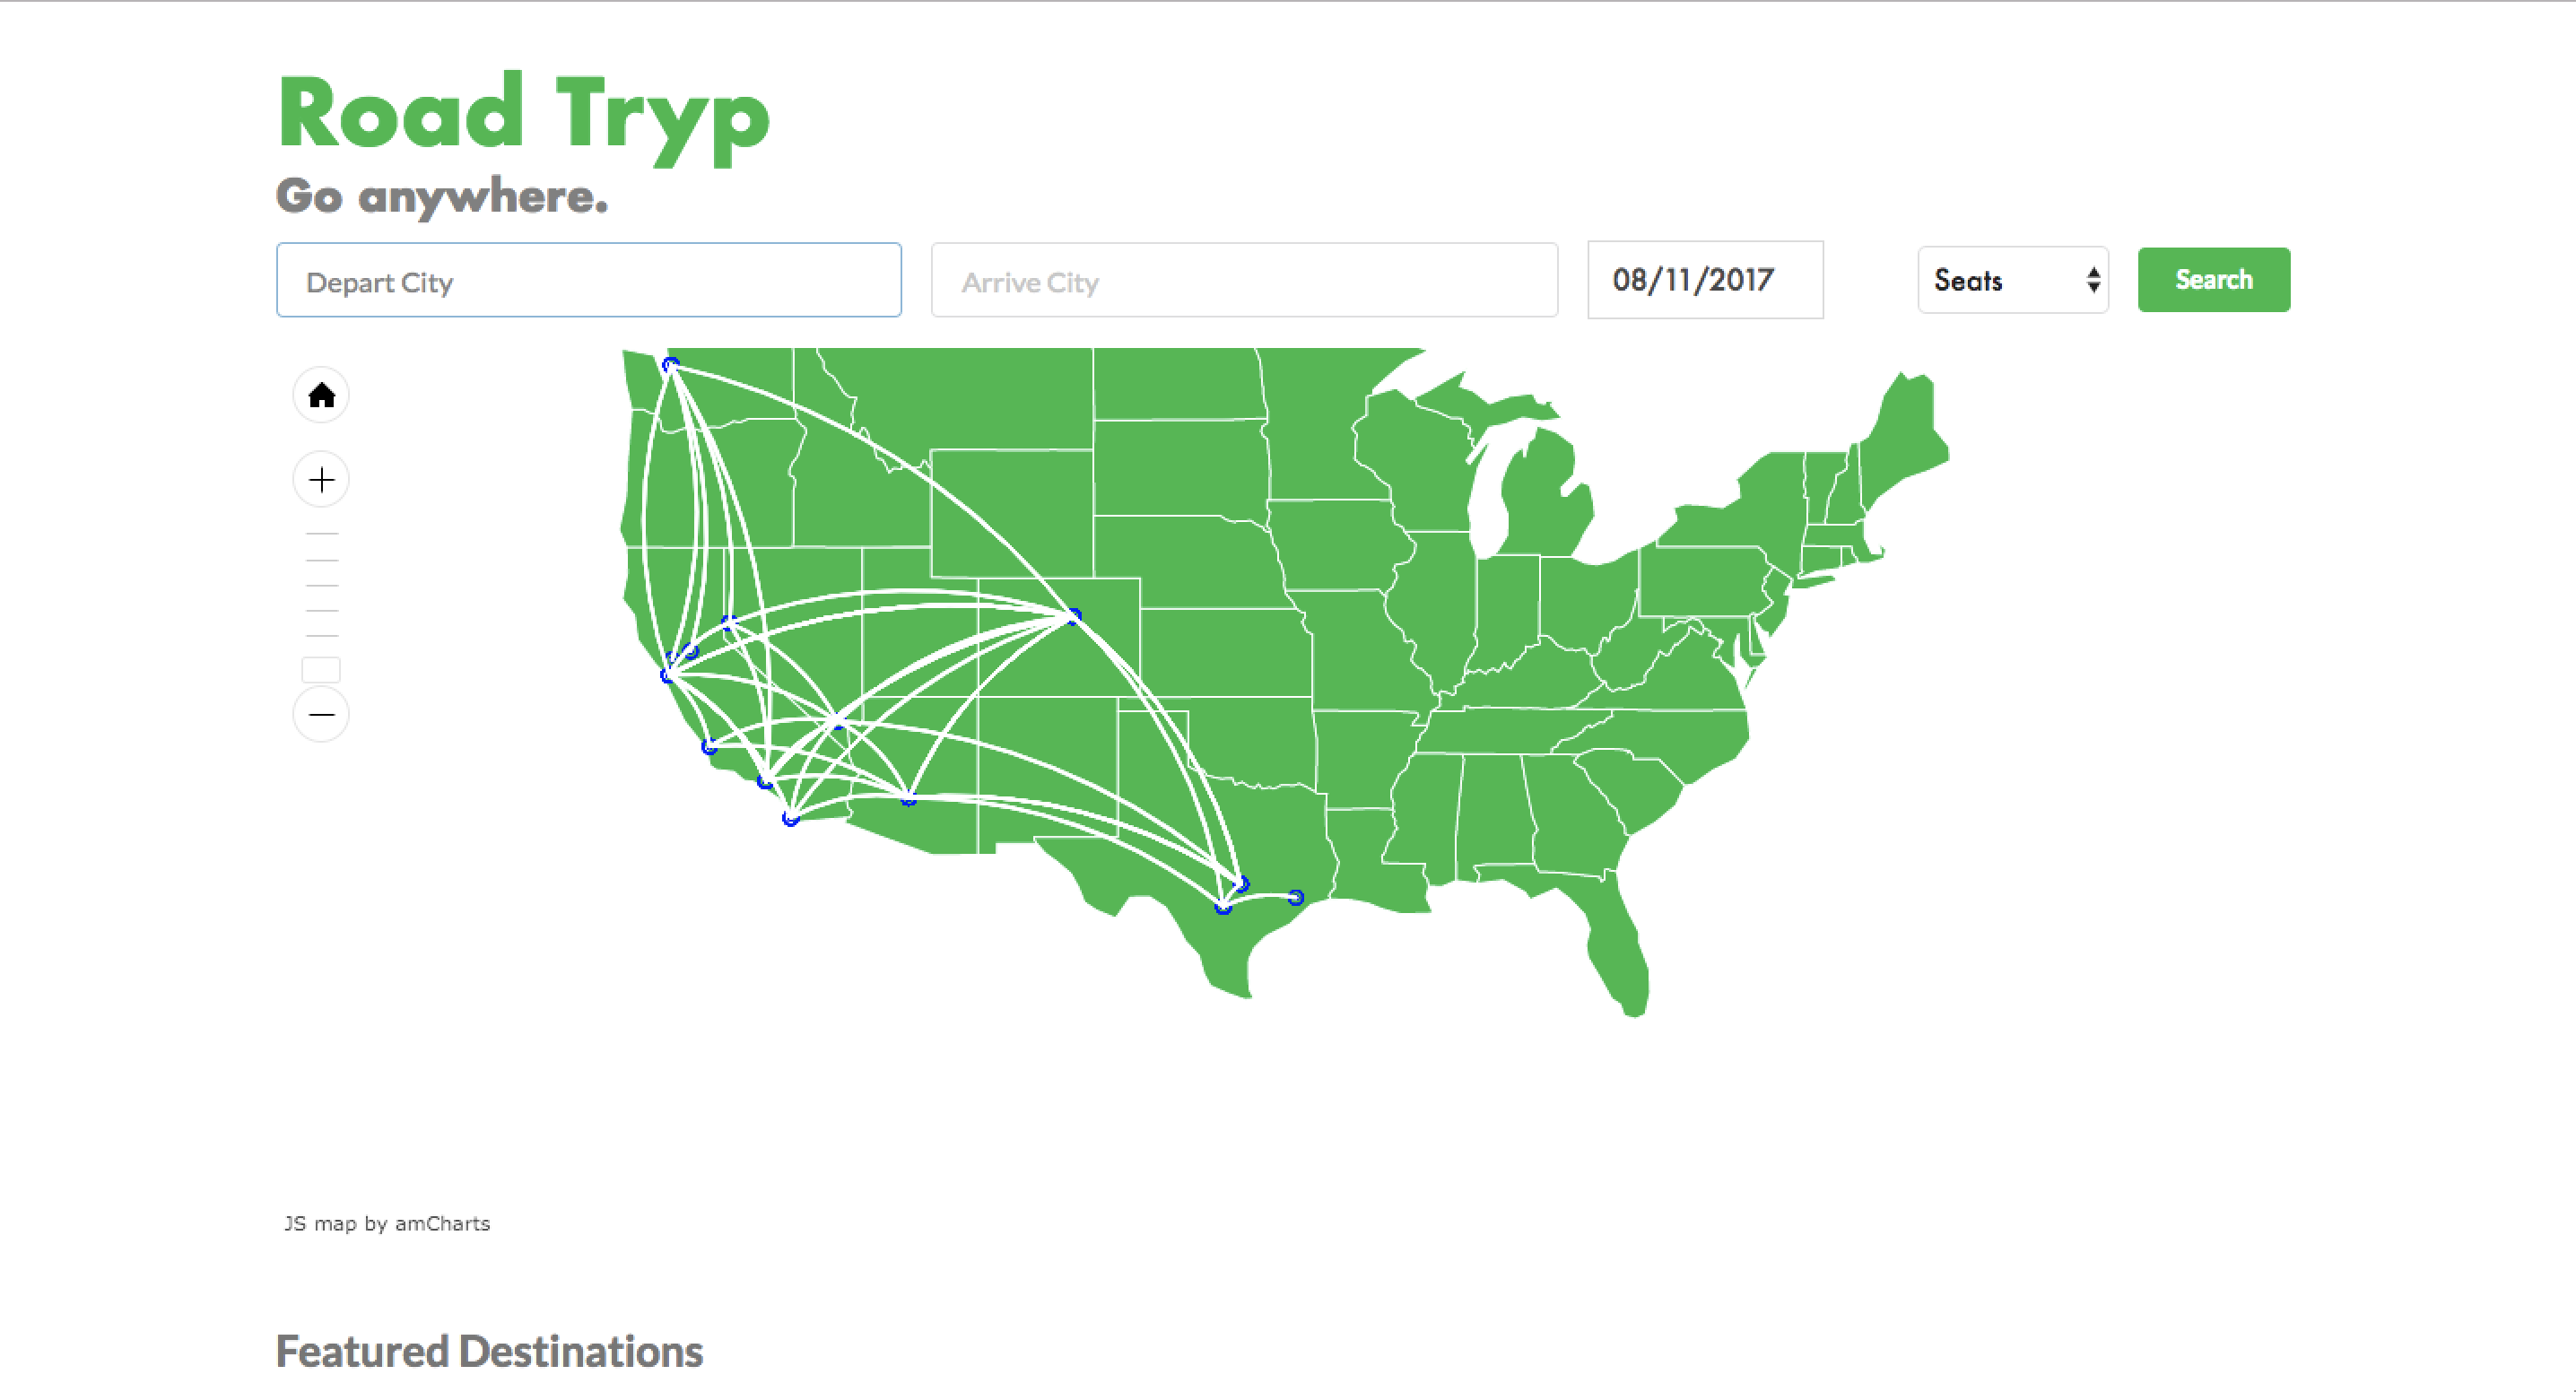 Road Tryp
Go anywhere.
Depart City
Arrive City
08/11/2017
Seats
Search
JS map by amCharts
Featured Destinations